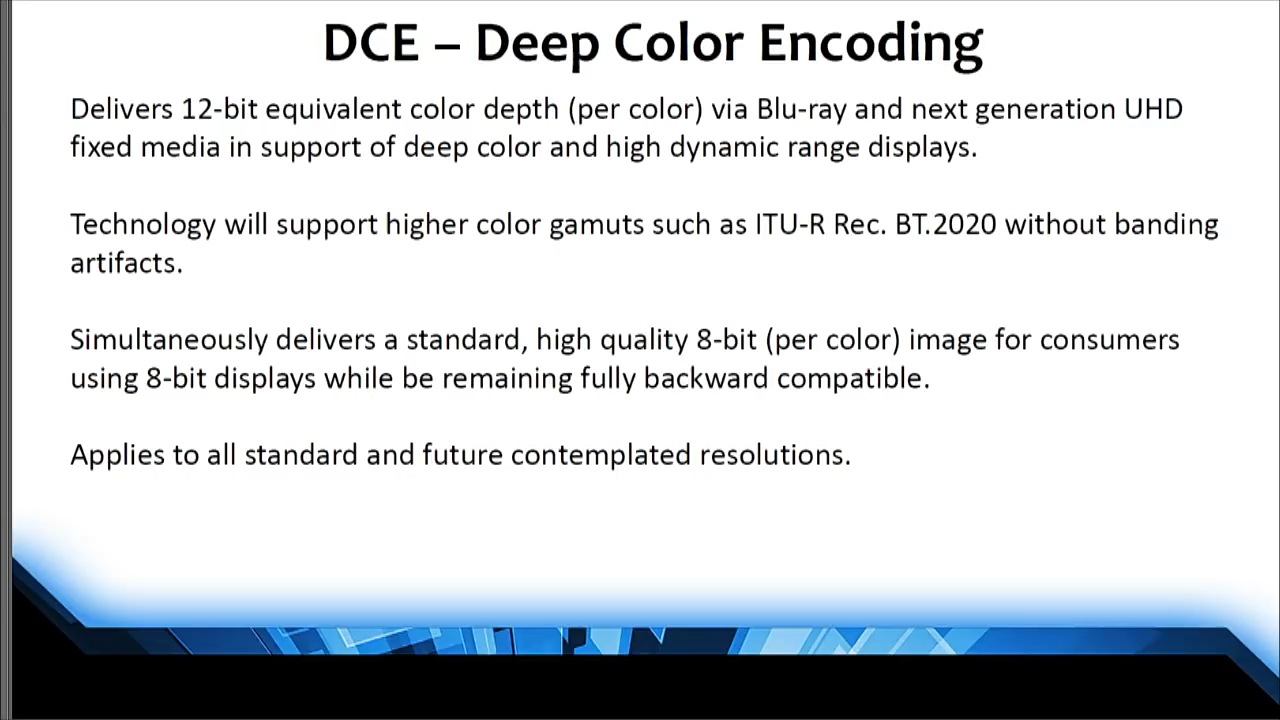 DCE – Deep Color Encoding
Delivers 12-bit equivalent color depth (per color) via Blu-ray and next generation UHD
fixed media in support of deep color and high dynamic range displays.
Technology will support higher color gamuts such as ITU-R Rec. BT.2020 without banding
artifacts.
Simultaneously delivers a standard, high quality 8-bit (per color) image for consumers
using 8-bit displays while be remaining fully backward compatible.
Applies to all standard and future contemplated resolutions.